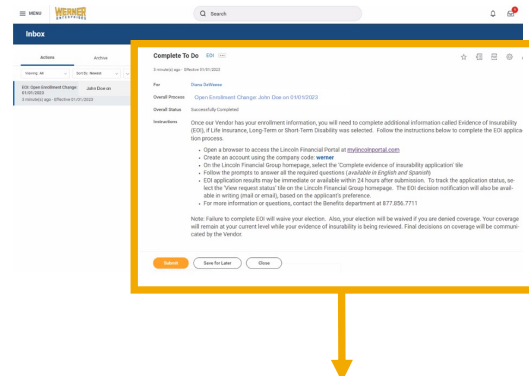 MENU
WERNER
ENTERPRISES
Search
Inbox
Actions
Archive
Viewing: All
Sort By: Newest
EOI: Open Enrollment Change: John Doe on
01/01/2023
3 minute(s) ago - Effective 01/01/2023
Complete To Do EOI
3 minute(s) ago - Effective 01/01/2023
For
Overall Process Open Enrollment Change: John Doe on 01/01/2023
Overall Status Successfully Completed
Instructions Once our Vendor has your enrollment information, you will need to complete additional information called Evidence of Insurability
(EOI), if Life Insurance, Long-Term or Short-Term Disability was selected. Follow the instructions below to complete the EOI applica-
tion process.
• Open a browser to access the Lincoln Financial Portal at mylincolnportal.com
• Create an account using the company code: werner
• On the Lincoln Financial Group homepage, select the 'Complete evidence of insurability application' tile
• Follow the prompts to answer all the required questions (available in English and Spanish)
• EOI application results may be immediate or available within 24 hours after submission. To track the application status, se-
lect the 'View request status' tile on the Lincoln Financial Group homepage. The EOI decision notification will also be avail-
able in writing (mail or email), based on the applicant's preference.
• For more information or questions, contact the Benefits department at 877.856.7711
Note: Failure to complete EOI will waive your election. Also, your election will be waived if you are denied coverage. Your coverage
will remain at your current level while your evidence of insurability is being reviewed. Final decisions on coverage will be communi-
cated by the Vendor.
Submit
Save for Later
Close